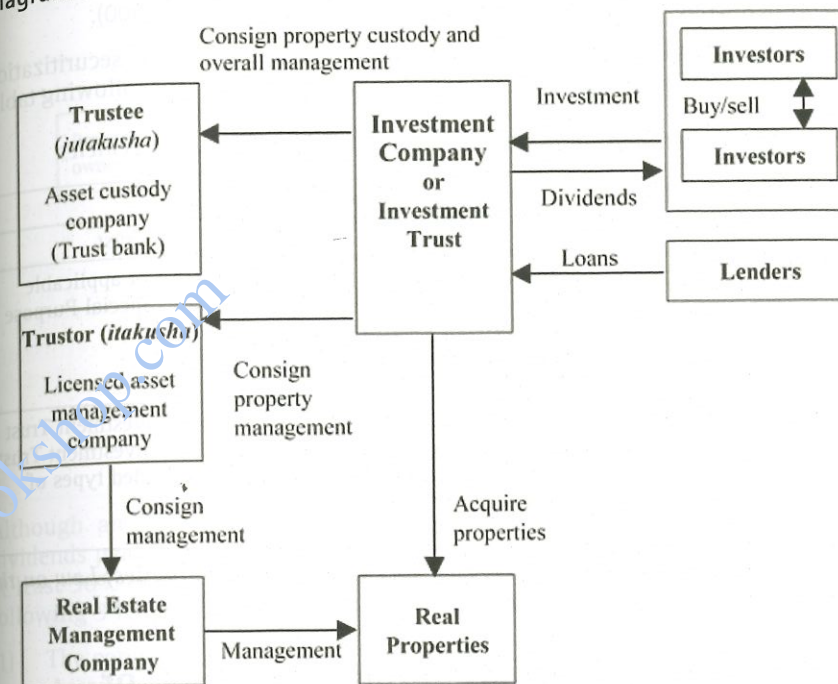 Consign property custody and
overall management
Trustee
(jutakusha)
Asset custody
company
(Trust bank)
Investment
Company
or
Investment
Trust
Investment
Dividends
Investors
Buy/sell
Investors
Loans
Lenders
Trustor (itakusha)
Licensed asset
management
company
Consign
property
management
Consign
management
Acquire
properties
Real Estate
Management
Company
Management
Real
Properties
okshop.com